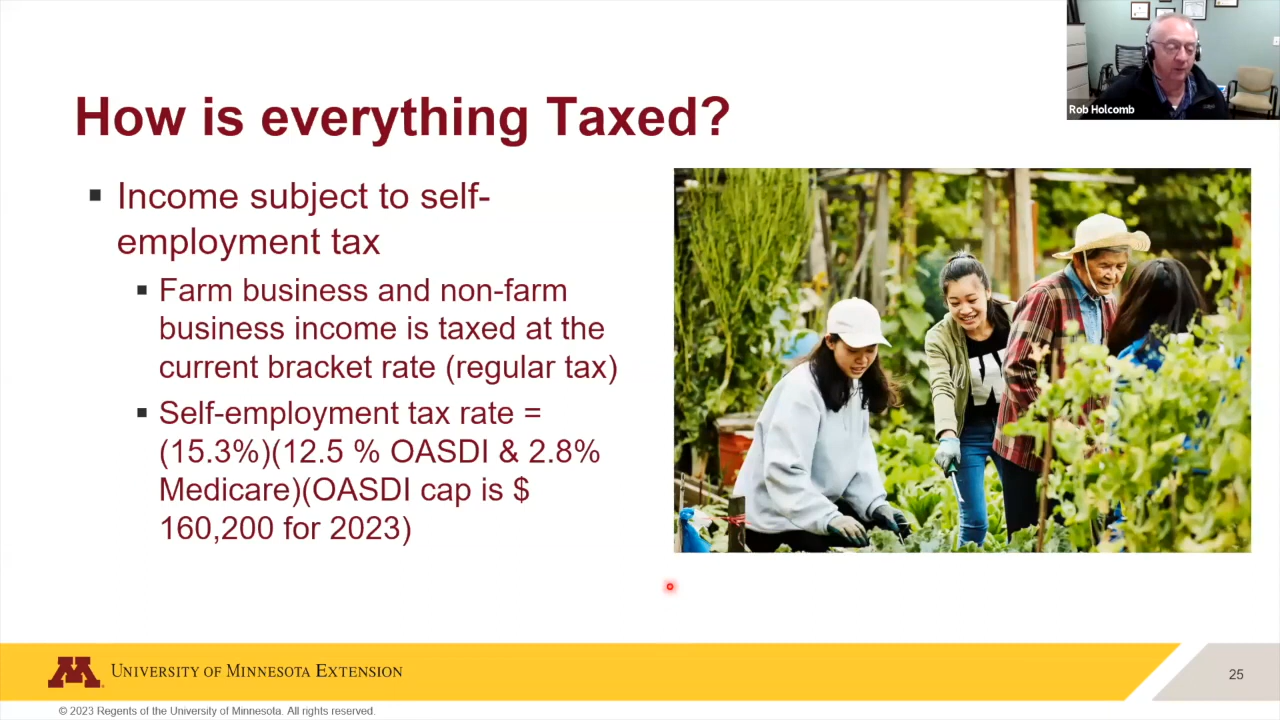 How is everything Taxed?
Rob Holcomb
Income subject to self-
employment tax
Farm business and non-farm
business income is taxed at the
current bracket rate (regular tax)
Self-employment tax rate =
(15.3%)(12.5 % OASDI & 2.8%
Medicare)(OASDI cap is $
160,200 for 2023)
M
UNIVERSITY OF MINNESOTA EXTENSION
25
© 2023 Regents of the University of Minnesota. All rights reserved.